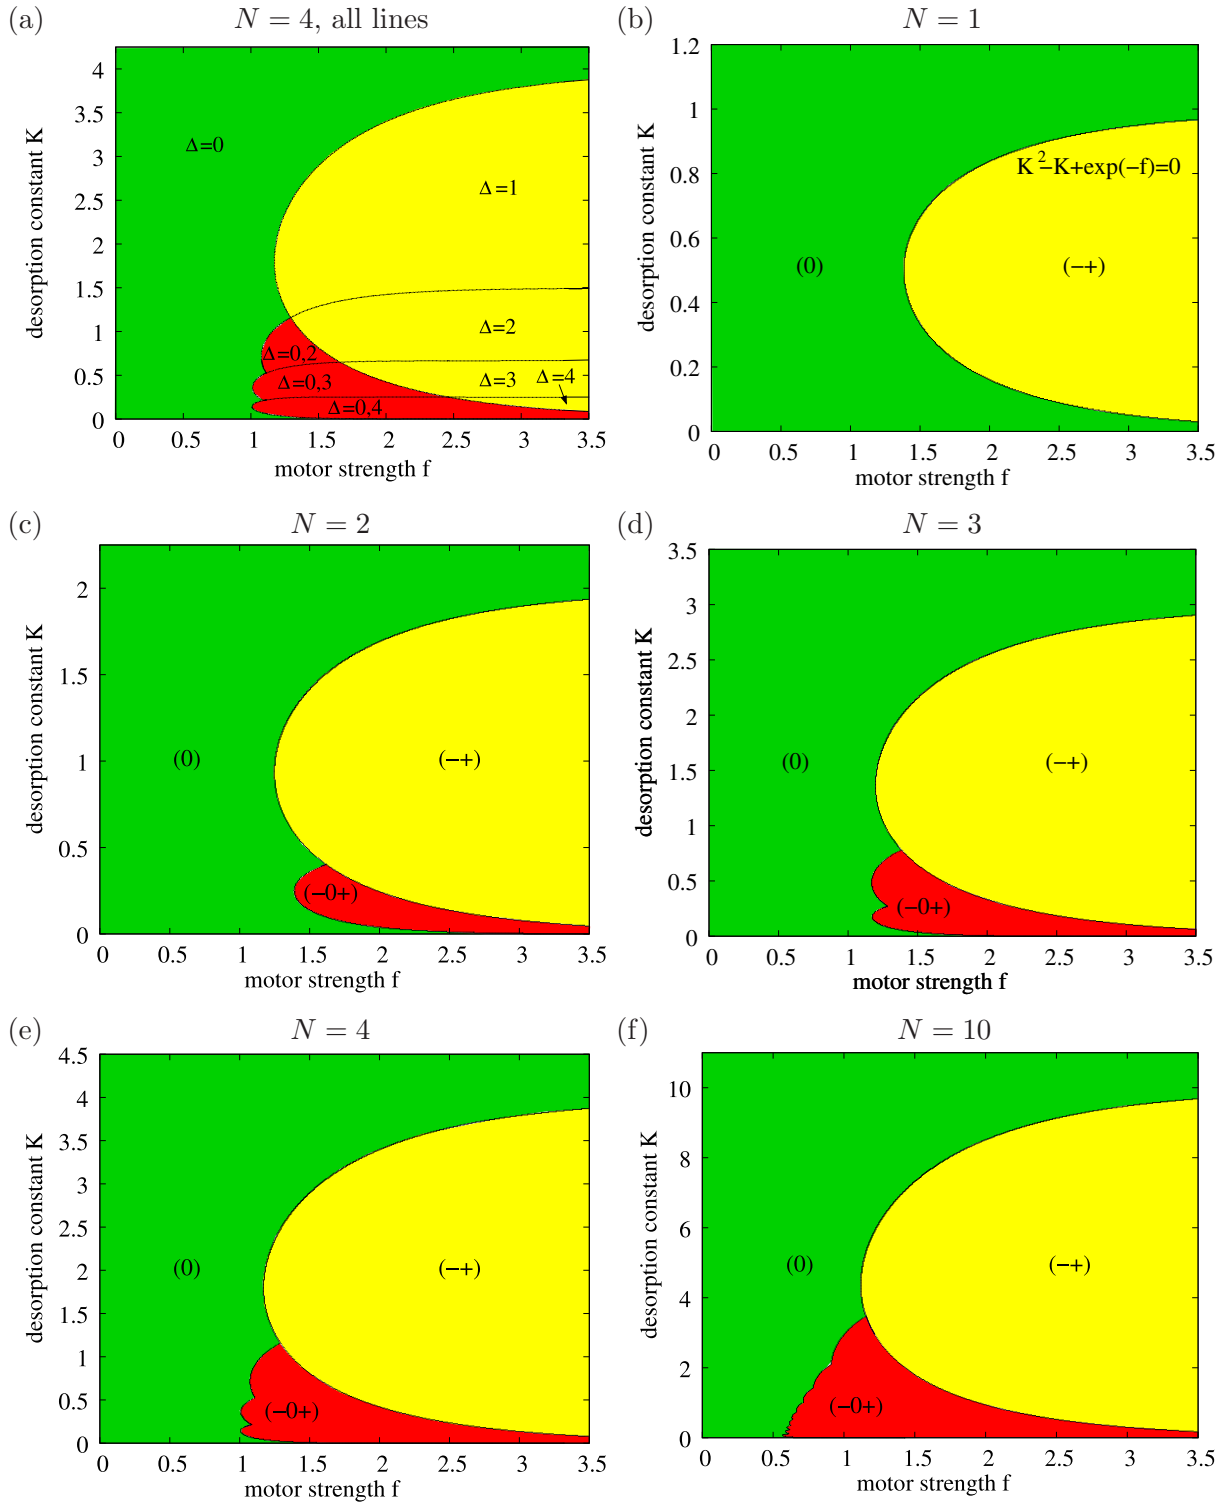 (a) N = 4, all lines
desorption constant K
4
3.5
3
2.5
2
1.5
1
0.5
0
Δ=0
Δ=1
Δ=2
Δ=0,2
Δ=0,3
Δ=3
Δ=4
Δ=0,4
0 0.5 1 1.5 2 2.5 3 3.5
motor strength f
(b) N = 1
desorption constant K
1.2
1
0.8
0.6
0.4
0.2
0
K²−K+exp(−f)=0
(0) (−+)
0 0.5 1 1.5 2 2.5 3 3.5
motor strength f
(c) N = 2
desorption constant K
2
1.5
1
0.5
0
(0) (−+)
(−0+)
0 0.5 1 1.5 2 2.5 3 3.5
motor strength f
(d) N = 3
desorption constant K
3.5
3
2.5
2
1.5
1
0.5
0
(0) (−+)
(−0+)
0 0.5 1 1.5 2 2.5 3 3.5
motor strength f
(e) N = 4
desorption constant K
4.5
4
3.5
3
2.5
2
1.5
1
0.5
0
(0) (−+)
(−0+)
0 0.5 1 1.5 2 2.5 3 3.5
motor strength f
(f) N = 10
desorption constant K
10
8
6
4
2
0
(0) (−+)
(−0+)
0 0.5 1 1.5 2 2.5 3 3.5
motor strength f